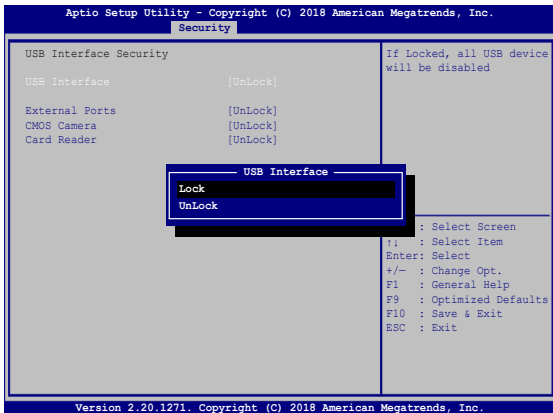 Aptio Setup Utility - Copyright (C) 2018 American Megatrends, Inc.
Security
USB Interface Security
USB Interface [UnLock]
External Ports [UnLock]
CMOS Camera [UnLock]
Card Reader [UnLock]
If Locked, all USB device
will be disabled
USB Interface
Lock
UnLock
: Select Screen
↑↓ : Select Item
Enter: Select
+/— : Change Opt.
F1 : General Help
F9 : Optimized Defaults
F10 : Save & Exit
ESC : Exit
Version 2.20.1271. Copyright (C) 2018 American Megatrends, Inc.